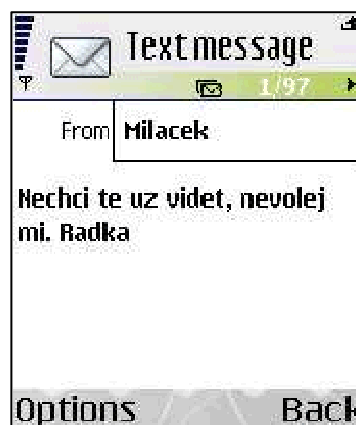 Text message
1/97
From Milacek
Nechci te uz videt, nevolej
mi. Radka
Options Back